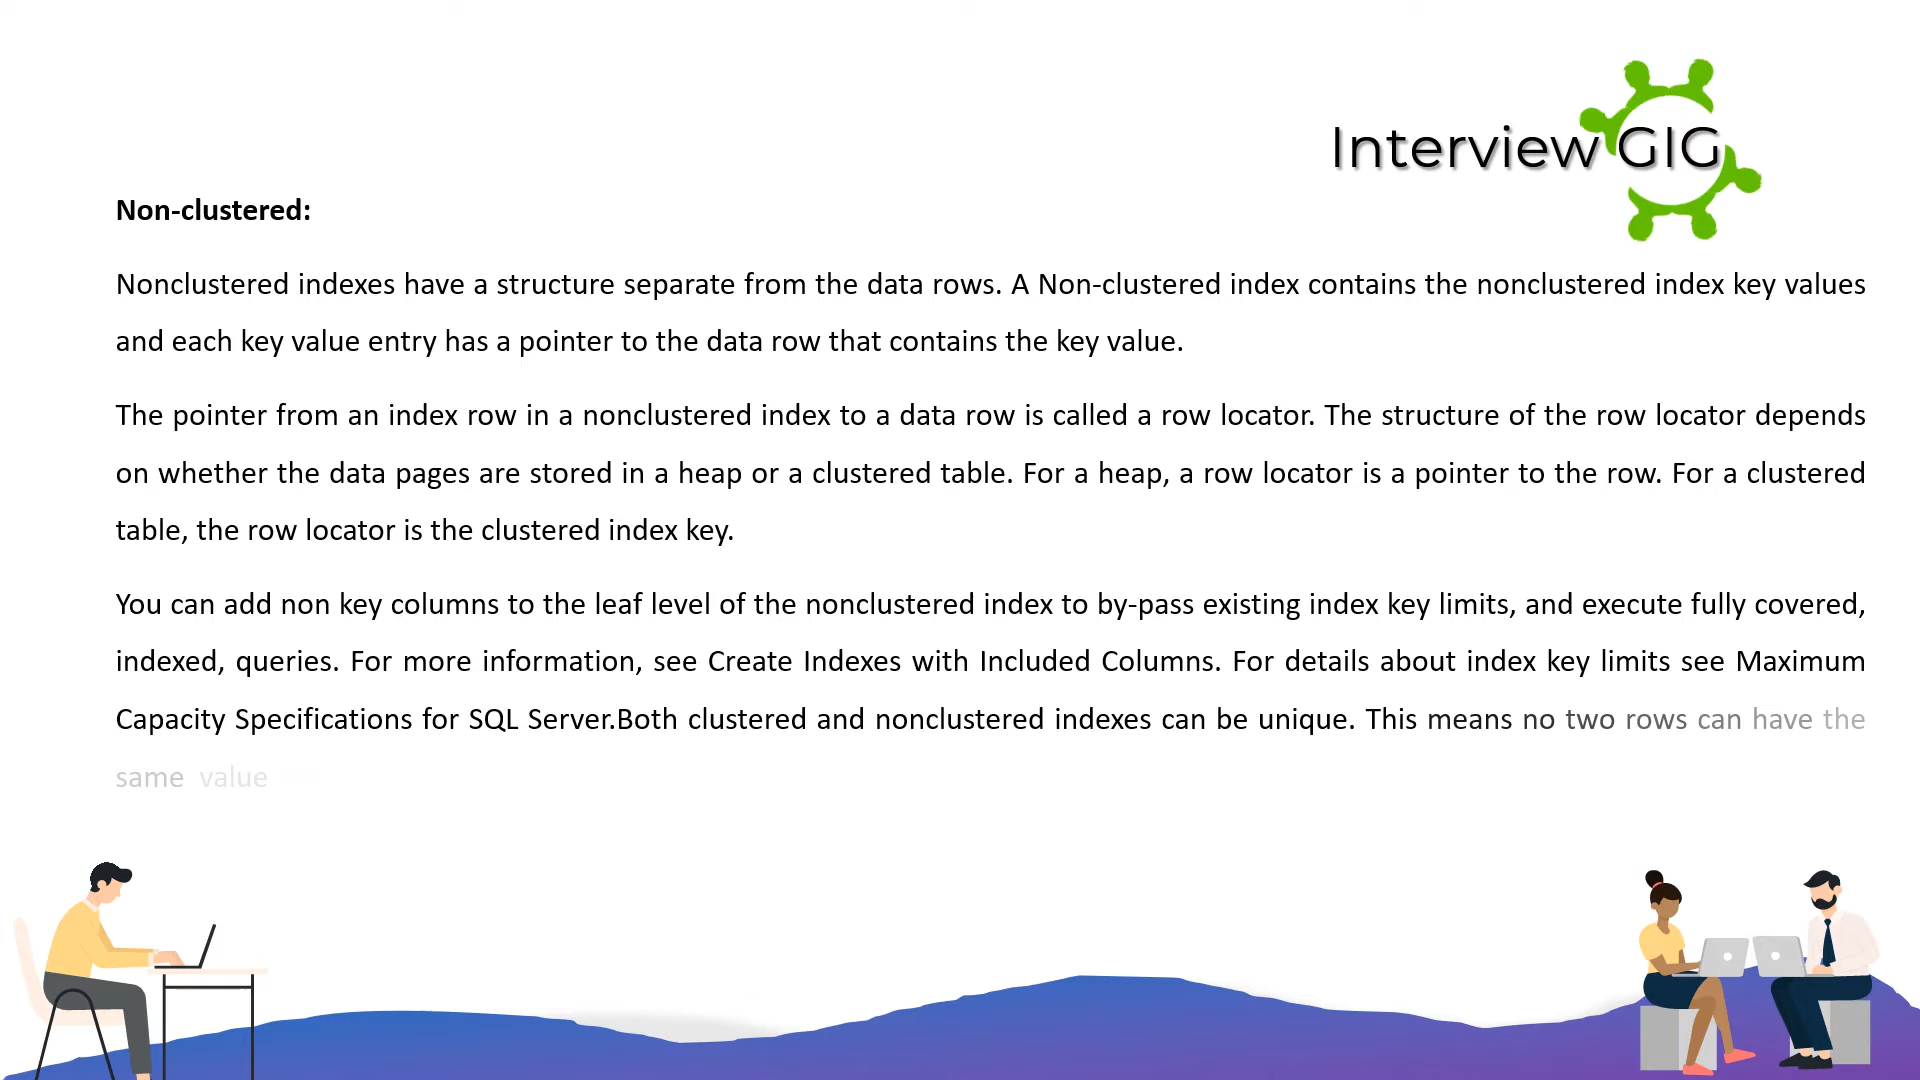 Interview GIG
Non-clustered:
Nonclustered indexes have a structure separate from the data rows. A Non-clustered index contains the nonclustered index key values
and each key value entry has a pointer to the data row that contains the key value.
The pointer from an index row in a nonclustered index to a data row is called a row locator. The structure of the row locator depends
on whether the data pages are stored in a heap or a clustered table. For a heap, a row locator is a pointer to the row. For a clustered
table, the row locator is the clustered index key.
You can add non key columns to the leaf level of the nonclustered index to by-pass existing index key limits, and execute fully covered,
indexed, queries. For more information, see Create Indexes with Included Columns. For details about index key limits see Maximum
Capacity Specifications for SQL Server.Both clustered and nonclustered indexes can be unique. This means no two rows can have the
same value